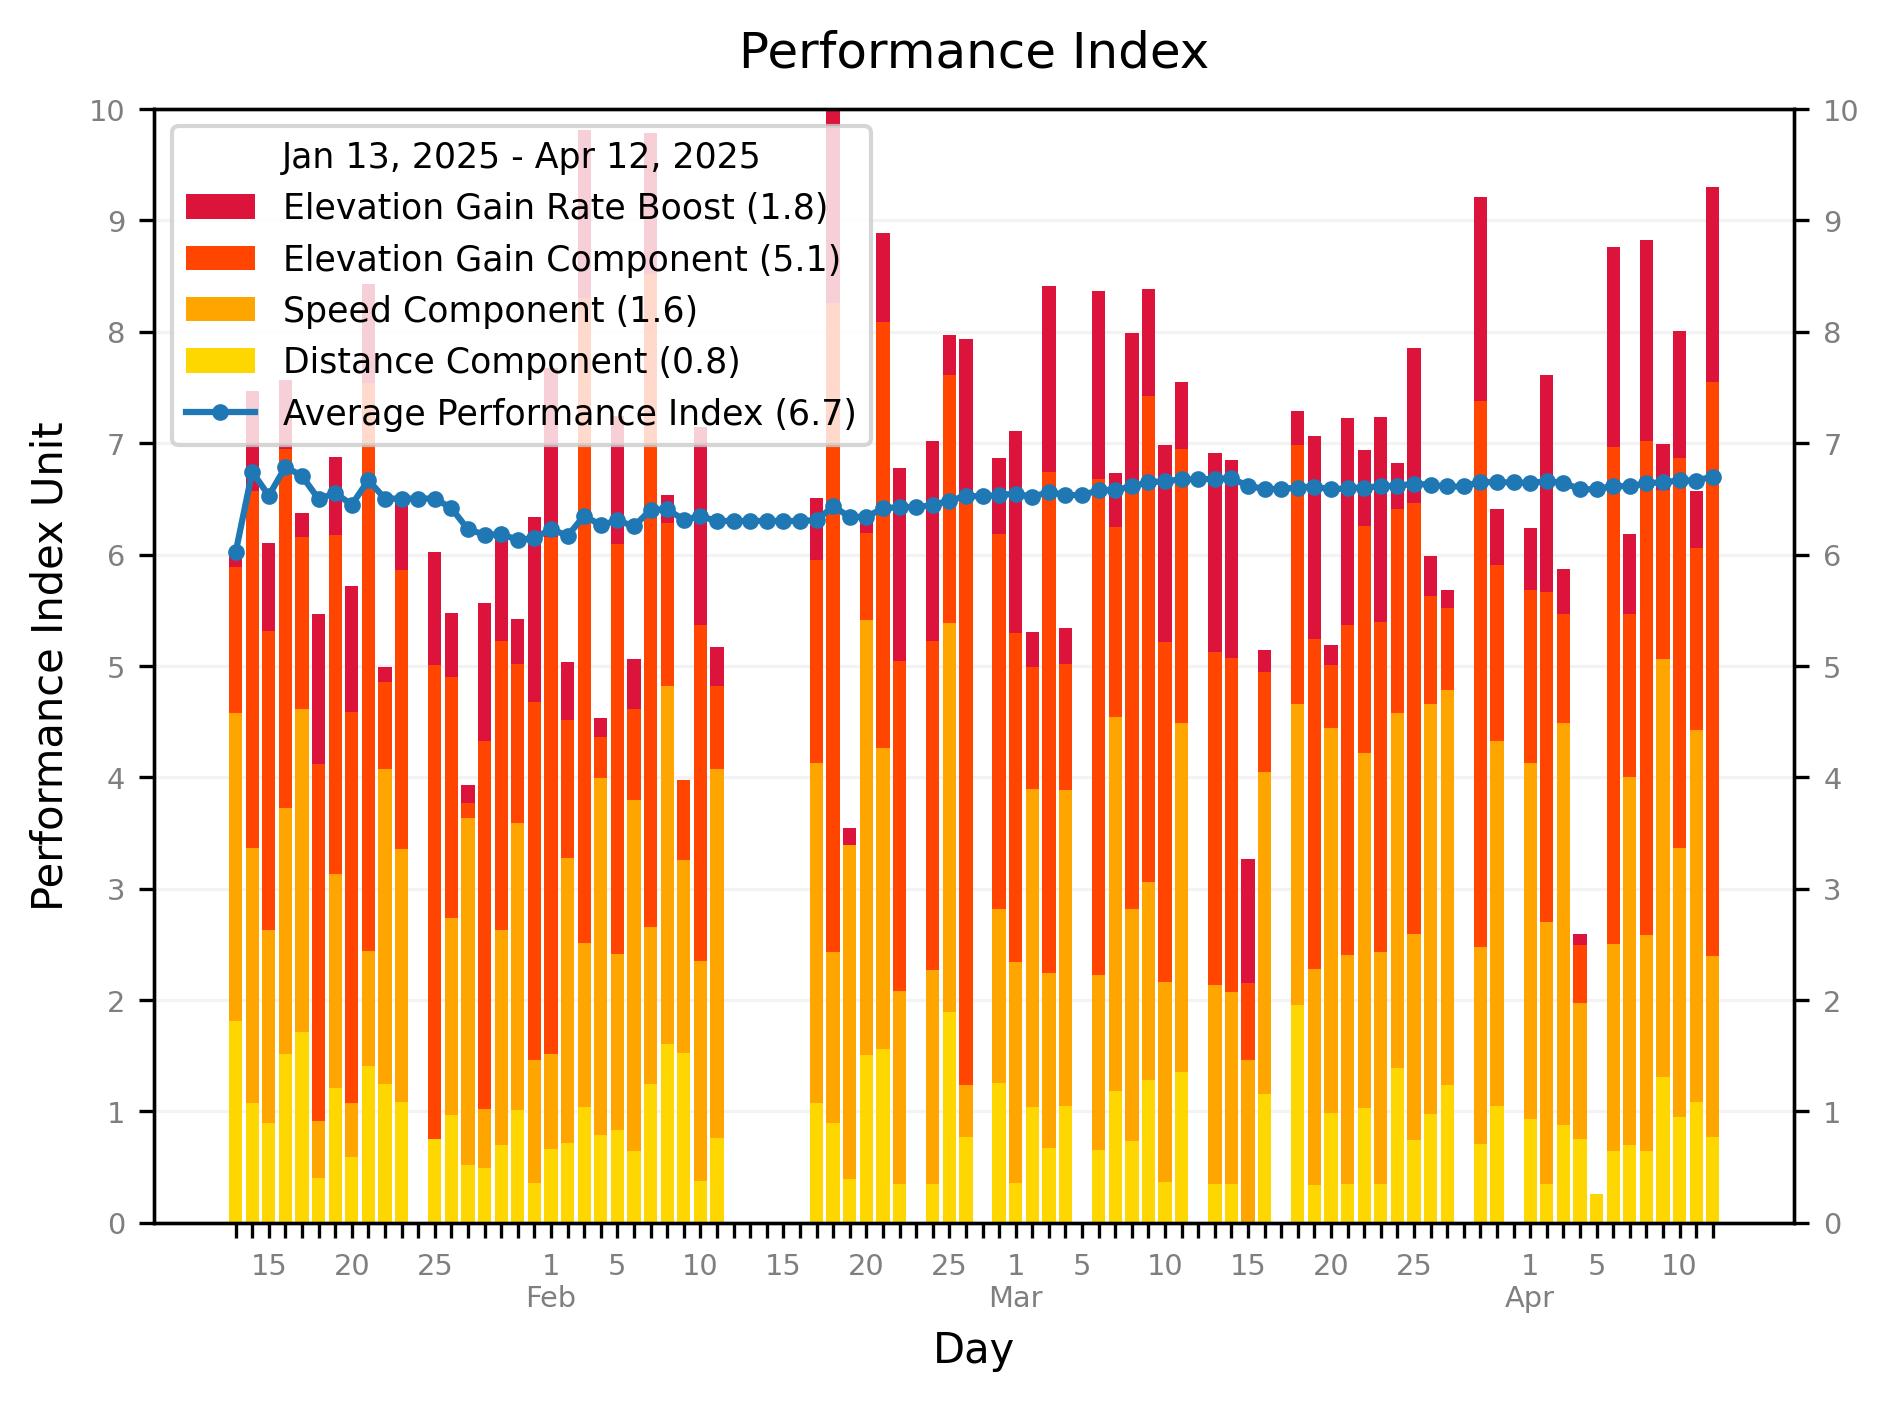 Performance Index
Jan 13, 2025 - Apr 12, 2025
Elevation Gain Rate Boost (1.8)
Elevation Gain Component (5.1)
Speed Component (1.6)
Distance Component (0.8)
Average Performance Index (6.7)
Performance Index Unit
10
9
8
7
6
5
4
3
2
1
0
10
9
8
7
6
5
4
3
2
1
0
15 20 25 1 5 10 15 20 25 1 5 10 15 20 25 1 5 10
Feb Mar Apr
Day